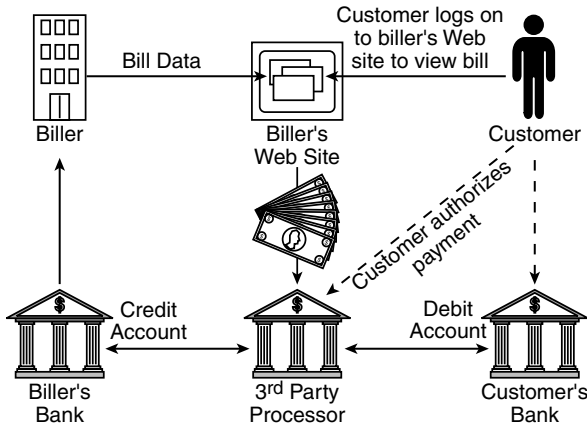 Customer logs on
to biller's Web
site to view bill
Bill Data
Biller
Biller's
Web Site
Customer
Customer authorizes
payment
$
$
$
Credit
Account
Debit
Account
Biller's
Bank
3rd Party
Processor
Customer's
Bank